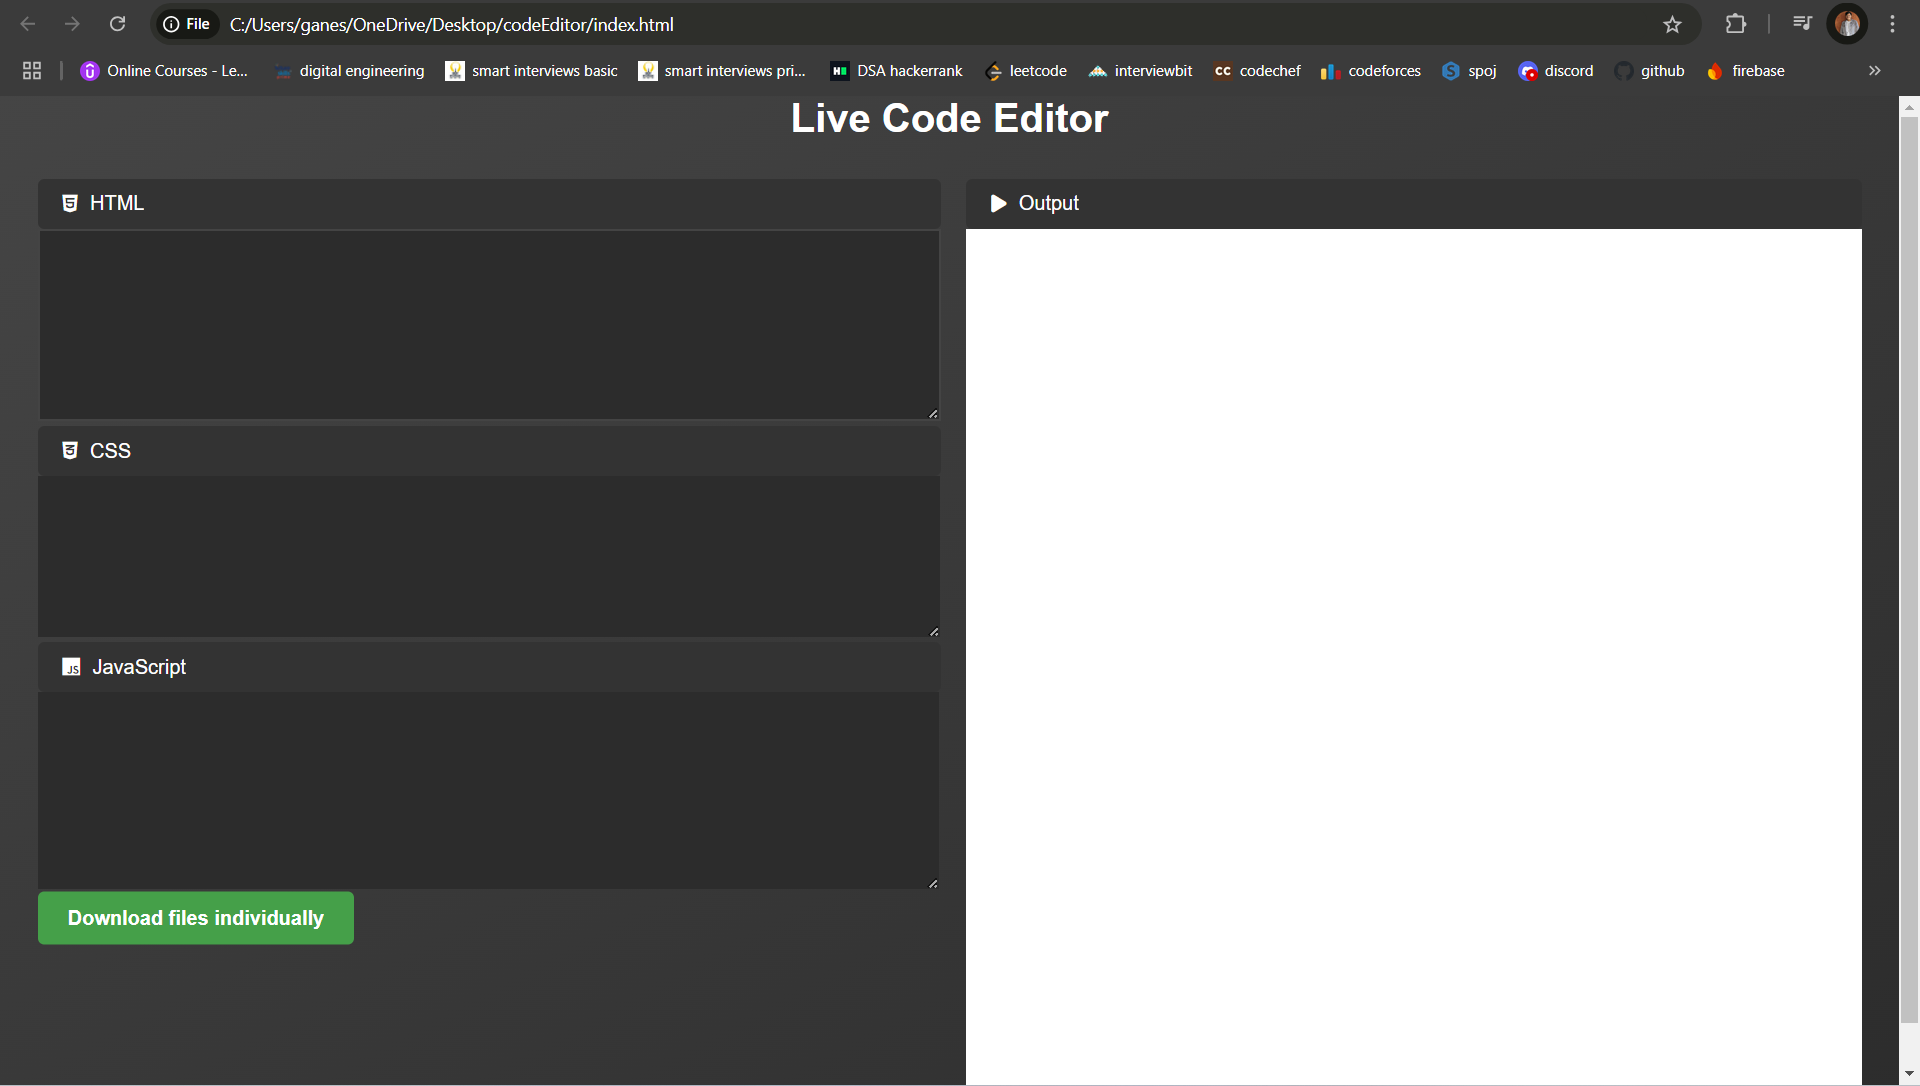 File C:/Users/ganes/OneDrive/Desktop/codeEditor/index.html
Online Courses - Le... digital engineering smart interviews basic smart interviews pri... DSA hackerrank leetcode interviewbit codechef codeforces spoj discord github firebase
Live Code Editor
HTML
CSS
JavaScript
Download files individually
Output